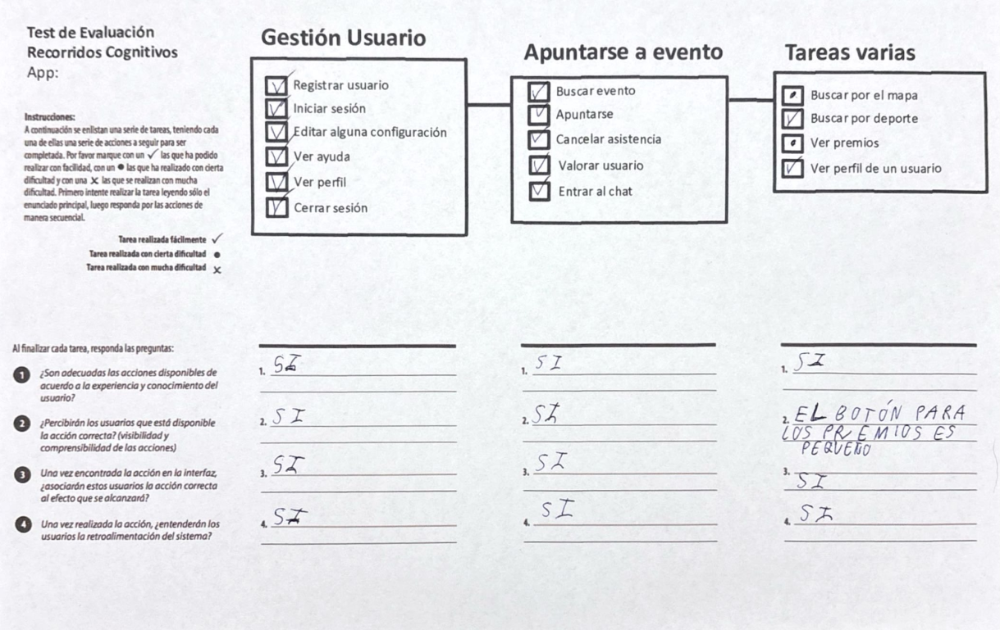 Test de Evaluación
Recorridos Cognitivos
App:
Instrucciones:
A continuación se enlistan una serie de tareas, teniendo cada
una de ellas una serie de acciones a seguir para ser
completada. Por favor marque con un ✓ las que ha podido
realizar con facilidad, con un ● las que ha realizado con cierta
dificultad y con una ✗ las que se realizan con mucha
dificultad. Primero intente realizar la tarea leyendo sólo el
enunciado principal, luego responda por las acciones de
manera secuencial.
Tarea realizada fácilmente ✓
Tarea realizada con cierta dificultad ●
Tarea realizada con mucha dificultad ✗
Gestión Usuario
✓ Registrar usuario
✓ Iniciar sesión
✓ Editar alguna configuración
✓ Ver ayuda
✓ Ver perfil
✓ Cerrar sesión
Apuntarse a evento
✓ Buscar evento
✓ Apuntarse
✓ Cancelar asistencia
✓ Valorar usuario
✓ Entrar al chat
Tareas varias
● Buscar por el mapa
✓ Buscar por deporte
● Ver premios
✓ Ver perfil de un usuario
Al finalizar cada tarea, responda las preguntas:
1 ¿Son adecuadas las acciones disponibles de
acuerdo a la experiencia y conocimiento del
usuario?
2 ¿Percibirán los usuarios que está disponible
la acción correcta? (visibilidad y
comprensibilidad de las acciones)
3 Una vez encontrada la acción en la interfaz,
¿asociarán estos usuarios la acción correcta
al efecto que se alcanzará?
4 Una vez realizada la acción, ¿entenderán los
usuarios la retroalimentación del sistema?
1. SI
2. SI
3. SI
4. SI
1. SI
2. SI
3. SI
4. SI
1. SI
2. EL BOTÓN PARA
LOS PREMIOS ES
PEQUEÑO
3. SI
4. SI